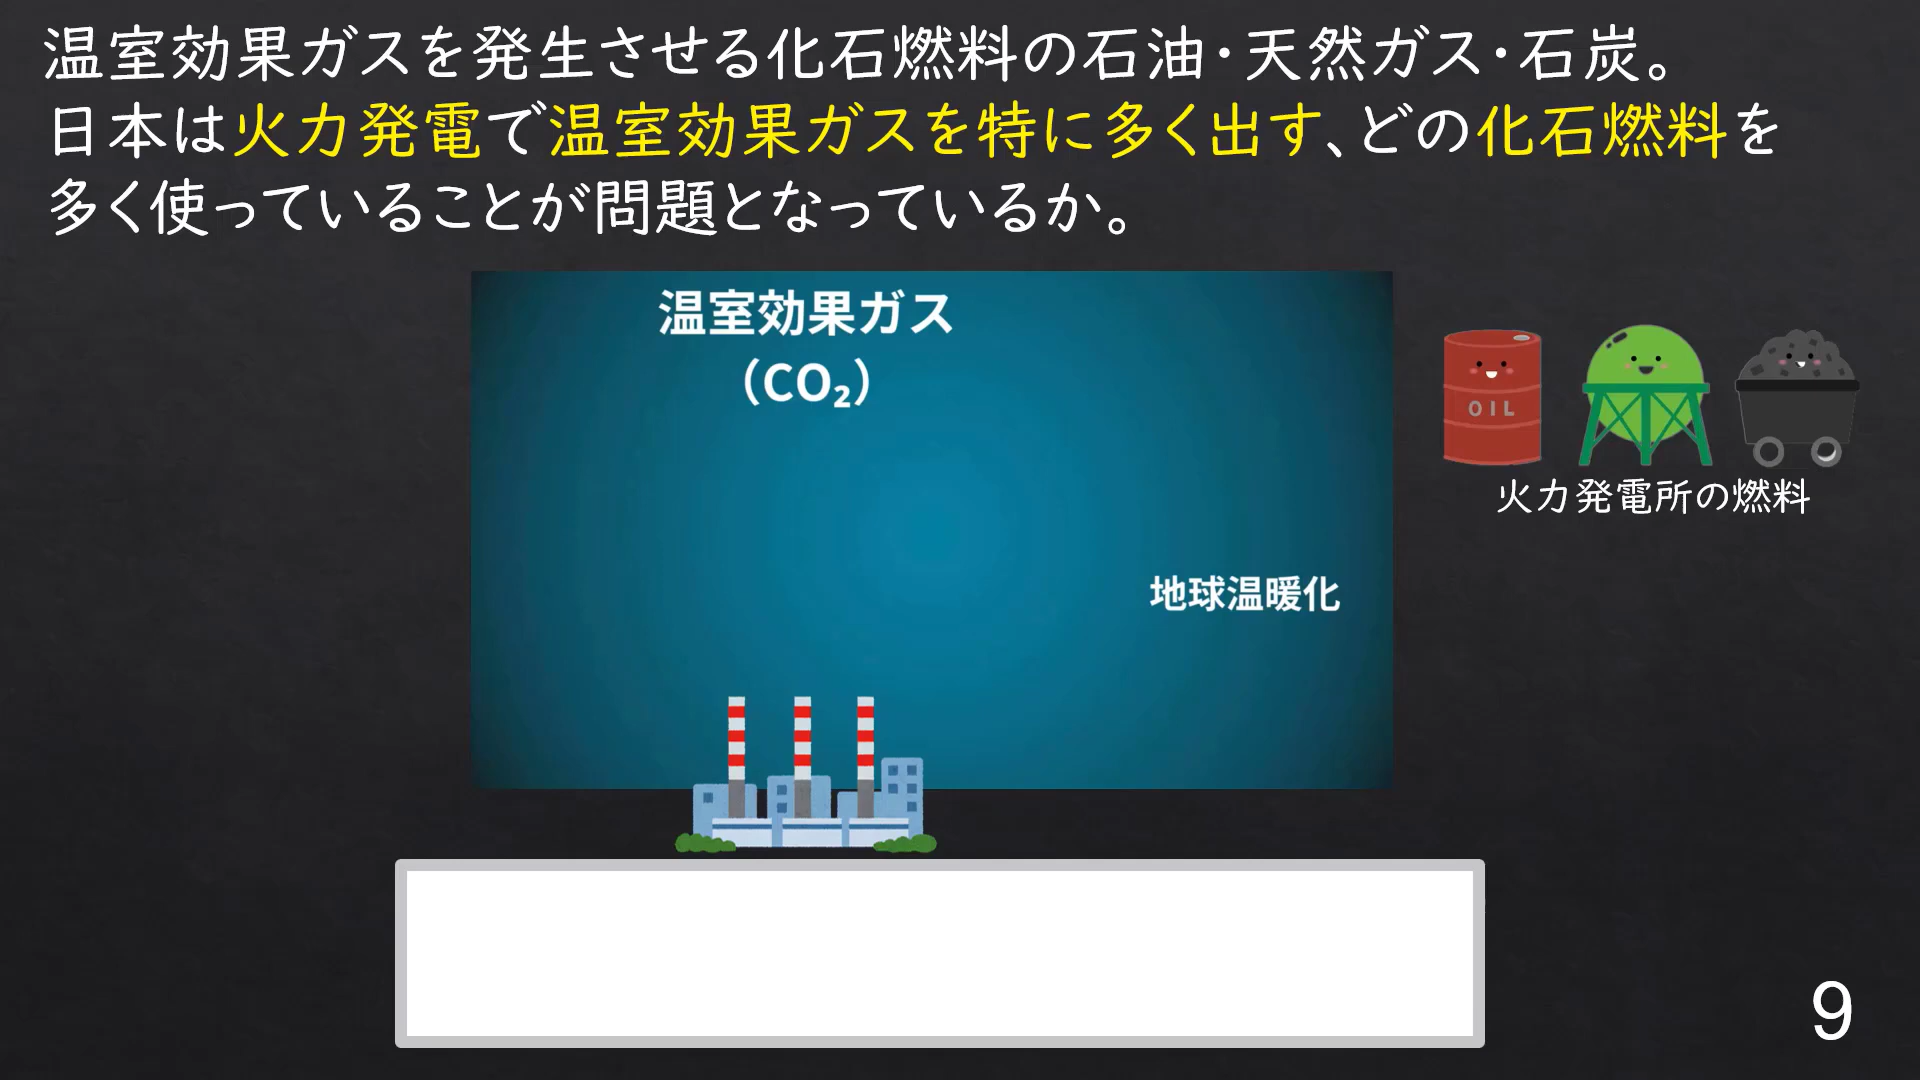 温室効果ガスを発生させる化石燃料の石油・天然ガス・石炭。
日本は火力発電で温室効果ガスを特に多く出す、どの化石燃料を
多く使っていることが問題となっているか。
温室効果ガス
（CO₂）
OIL
火力発電所の燃料
地球温暖化
9